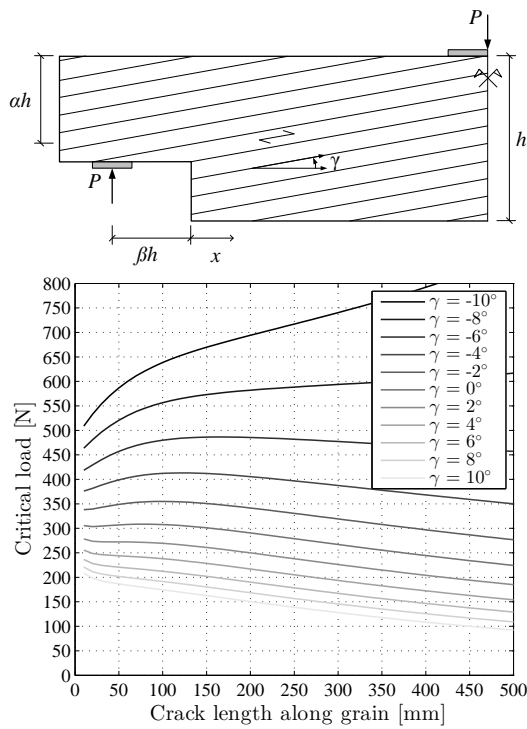 P
αh
h
γ
P
βh
x
800
750
700
650
600
550
500
450
400
350
300
250
200
150
100
50
0
Critical load [N]
γ = -10°
γ = -8°
γ = -6°
γ = -4°
γ = -2°
γ = 0°
γ = 2°
γ = 4°
γ = 6°
γ = 8°
γ = 10°
0 50 100 150 200 250 300 350 400 450 500
Crack length along grain [mm]